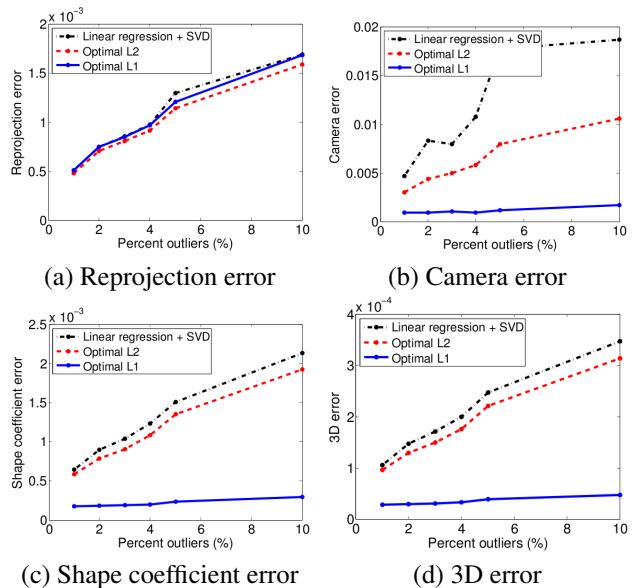 x 10⁻³
Linear regression + SVD
Optimal L2
Optimal L1
Reprojection error
2
1.5
1
0.5
0
2
4
6
8
10
Percent outliers (%)
(a) Reprojection error
Linear regression + SVD
Optimal L2
Optimal L1
Camera error
0.02
0.015
0.01
0.005
0
2
4
6
8
10
Percent outliers (%)
(b) Camera error
x 10⁻³
Linear regression + SVD
Optimal L2
Optimal L1
Shape coefficient error
2.5
2
1.5
1
0.5
0
2
4
6
8
10
Percent outliers (%)
(c) Shape coefficient error
x 10⁻⁴
Linear regression + SVD
Optimal L2
Optimal L1
3D error
4
3
2
1
0
2
4
6
8
10
Percent outliers (%)
(d) 3D error